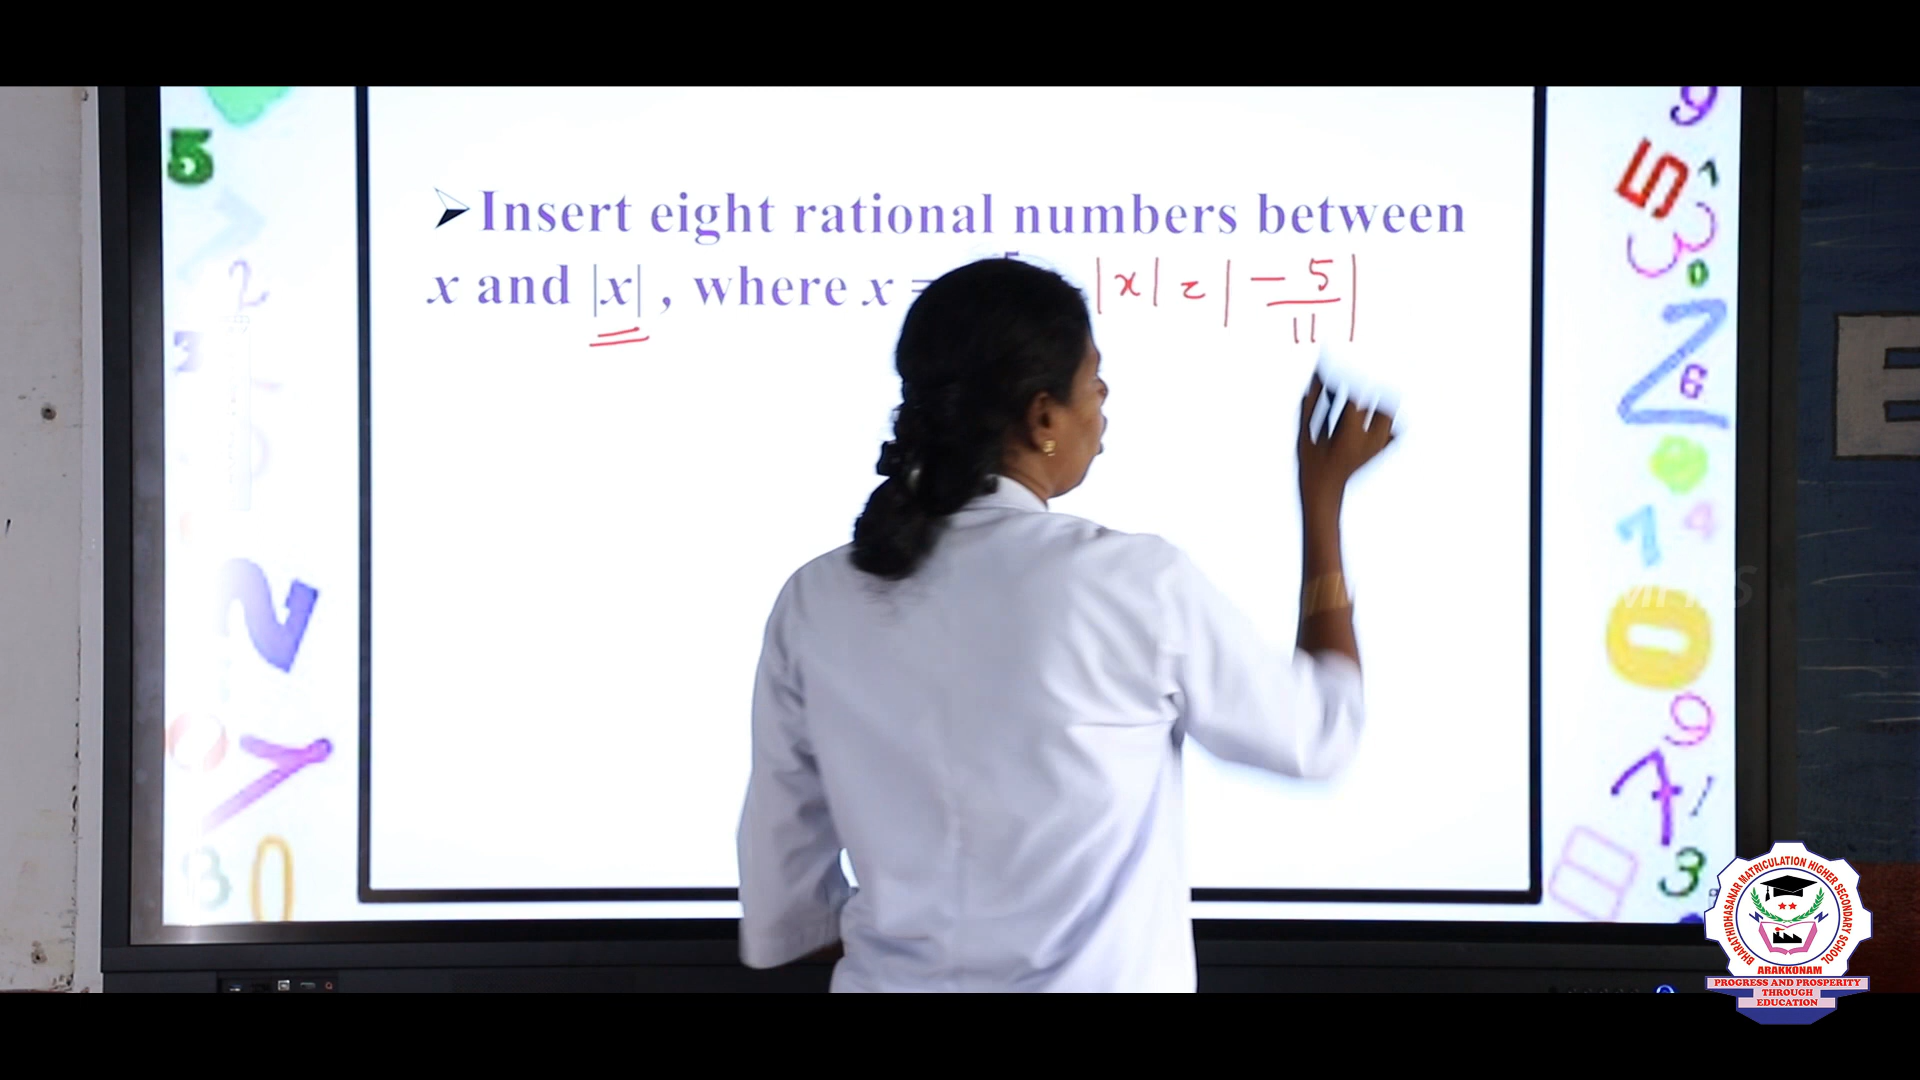 Insert eight rational numbers between
x and |x| , where x =
|x| = |-5/11|
BHARATHIDHASANAR MATRICULATION HIGHER SECONDARY SCHOOL
ARAKKONAM
PROGRESS AND PROSPERITY
THROUGH
EDUCATION